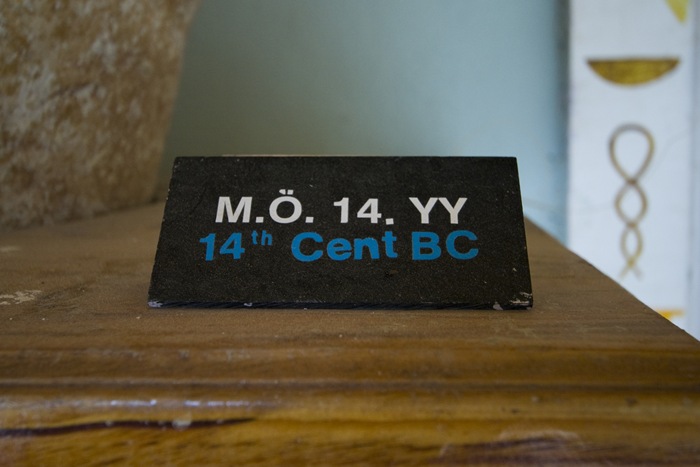 M.Ö. 14. YY
14th Cent BC